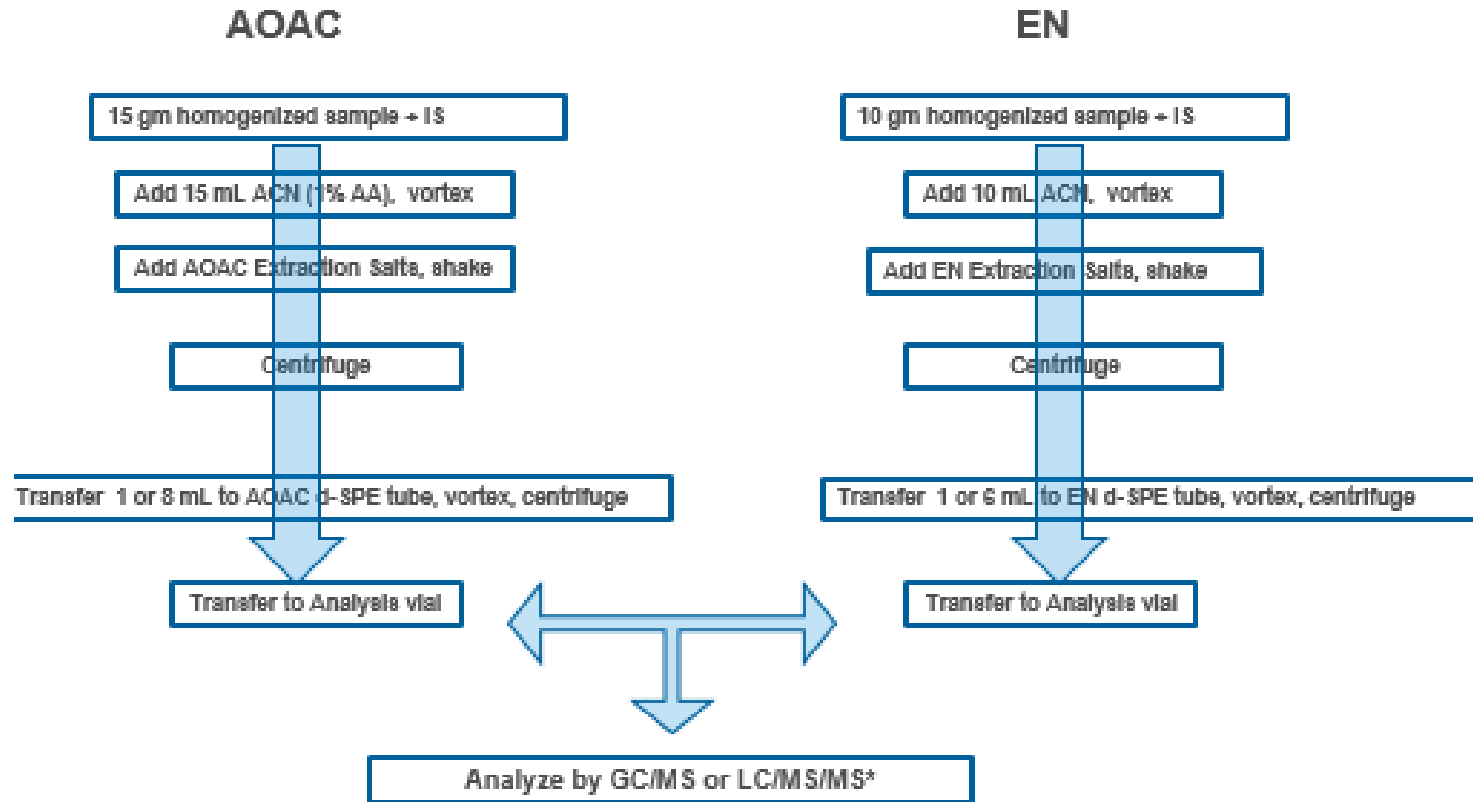 AOAC
15 gm homogenized sample + IS
Add 15 mL ACN (1% AA), vortex
Add AOAC Extraction Salts, shake
Centrifuge
Transfer 1 or 8 mL to AOAC d-SPE tube, vortex, centrifuge
Transfer to Analysis vial
EN
10 gm homogenized sample + IS
Add 10 mL ACN, vortex
Add EN Extraction Salts, shake
Centrifuge
Transfer 1 or 6 mL to EN d-SPE tube, vortex, centrifuge
Transfer to Analysis vial
Analyze by GC/MS or LC/MS/MS*